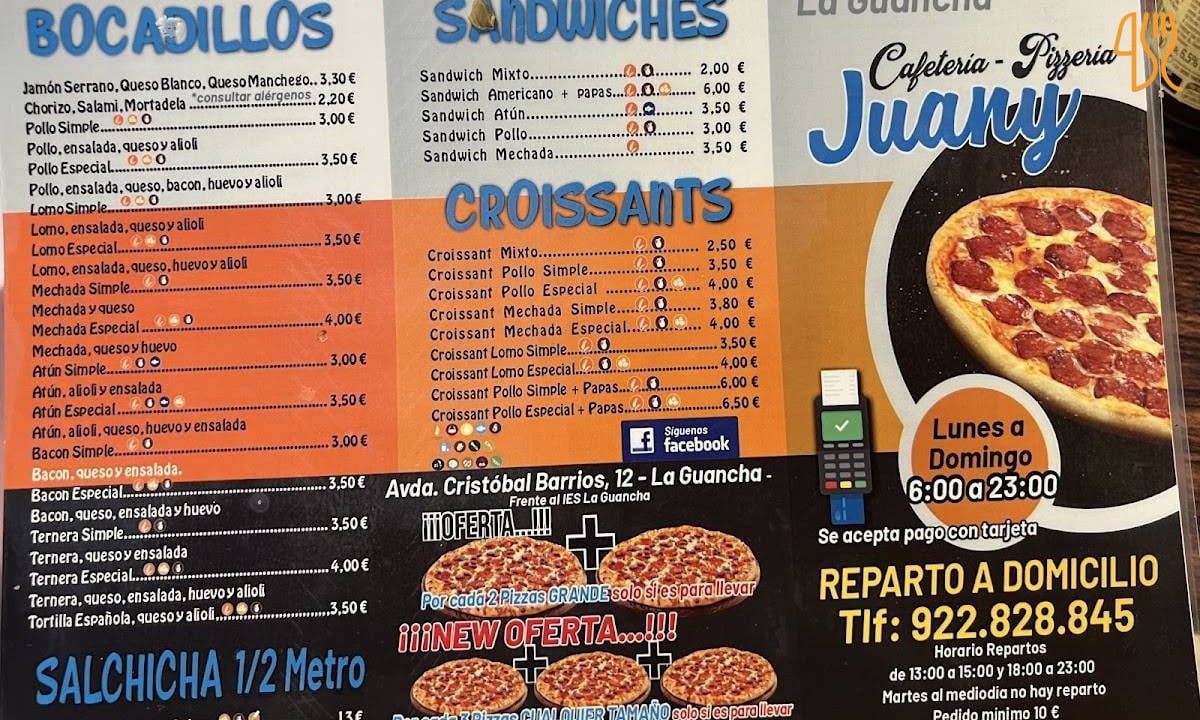 BOCADILLOS
Jamón Serrano, Queso Blanco, Queso Manchego.. 3,30 €
*consultar alérgenos
Chorizo, Salami, Mortadela ........ 2,20 €
Pollo Simple........ 3,00 €
Pollo, ensalada, queso y alioli
Pollo Especial........ 3,50 €
Pollo, ensalada, queso, bacon, huevo y alioli
Lomo Simple........ 3,00 €
Lomo, ensalada, queso y alioli
Lomo Especial........ 3,50 €
Lomo, ensalada, queso, huevo y alioli
Mechada Simple........ 3,50 €
Mechada y queso
Mechada Especial........ 4,00 €
Mechada, queso y huevo
Atún Simple........ 3,00 €
Atún, alioli y ensalada
Atún Especial........ 3,50 €
Atún, alioli, queso, huevo y ensalada
Bacon Simple........ 3,00 €
Bacon, queso y ensalada.
Bacon Especial........ 3,50 €
Bacon, queso, ensalada y huevo
Ternera Simple........ 3,50 €
Ternera, queso y ensalada
Ternera Especial........ 4,00 €
Ternera, queso, ensalada, huevo y alioli
Tortilla Española, queso y alioli........ 3,50 €
SALCHICHA 1/2 Metro
13 €
SANDWICHES
Sandwich Mixto........ 2,00 €
Sandwich Americano + papas........ 6,00 €
Sandwich Atún........ 3,50 €
Sandwich Pollo........ 3,00 €
Sandwich Mechada........ 3,50 €
CROISSANTS
Croissant Mixto........ 2,50 €
Croissant Pollo Simple........ 3,50 €
Croissant Pollo Especial ........ 4,00 €
Croissant Mechada Simple........ 3,80 €
Croissant Mechada Especial........ 4,00 €
Croissant Lomo Simple........ 3,50 €
Croissant Lomo Especial........ 4,00 €
Croissant Pollo Simple + Papas........ 6,00 €
Croissant Pollo Especial + Papas........ 6,50 €
f Síguenos
facebook
Avda. Cristóbal Barrios, 12 - La Guancha -
Frente al IES La Guancha
¡¡¡OFERTA...!!!
Por cada 2 Pizzas GRANDE solo si es para llevar
¡¡¡NEW OFERTA...!!!
Por cada 3 Pizzas CUALQUIER TAMAÑO solo si es para llevar
La Guancha
Cafetería - Pizzería
Juany
Lunes a
Domingo
6:00 a 23:00
Se acepta pago con tarjeta
REPARTO A DOMICILIO
Tlf: 922.828.845
Horario Repartos
de 13:00 a 15:00 y 18:00 a 23:00
Martes al mediodía no hay reparto
Pedido mínimo 10 €